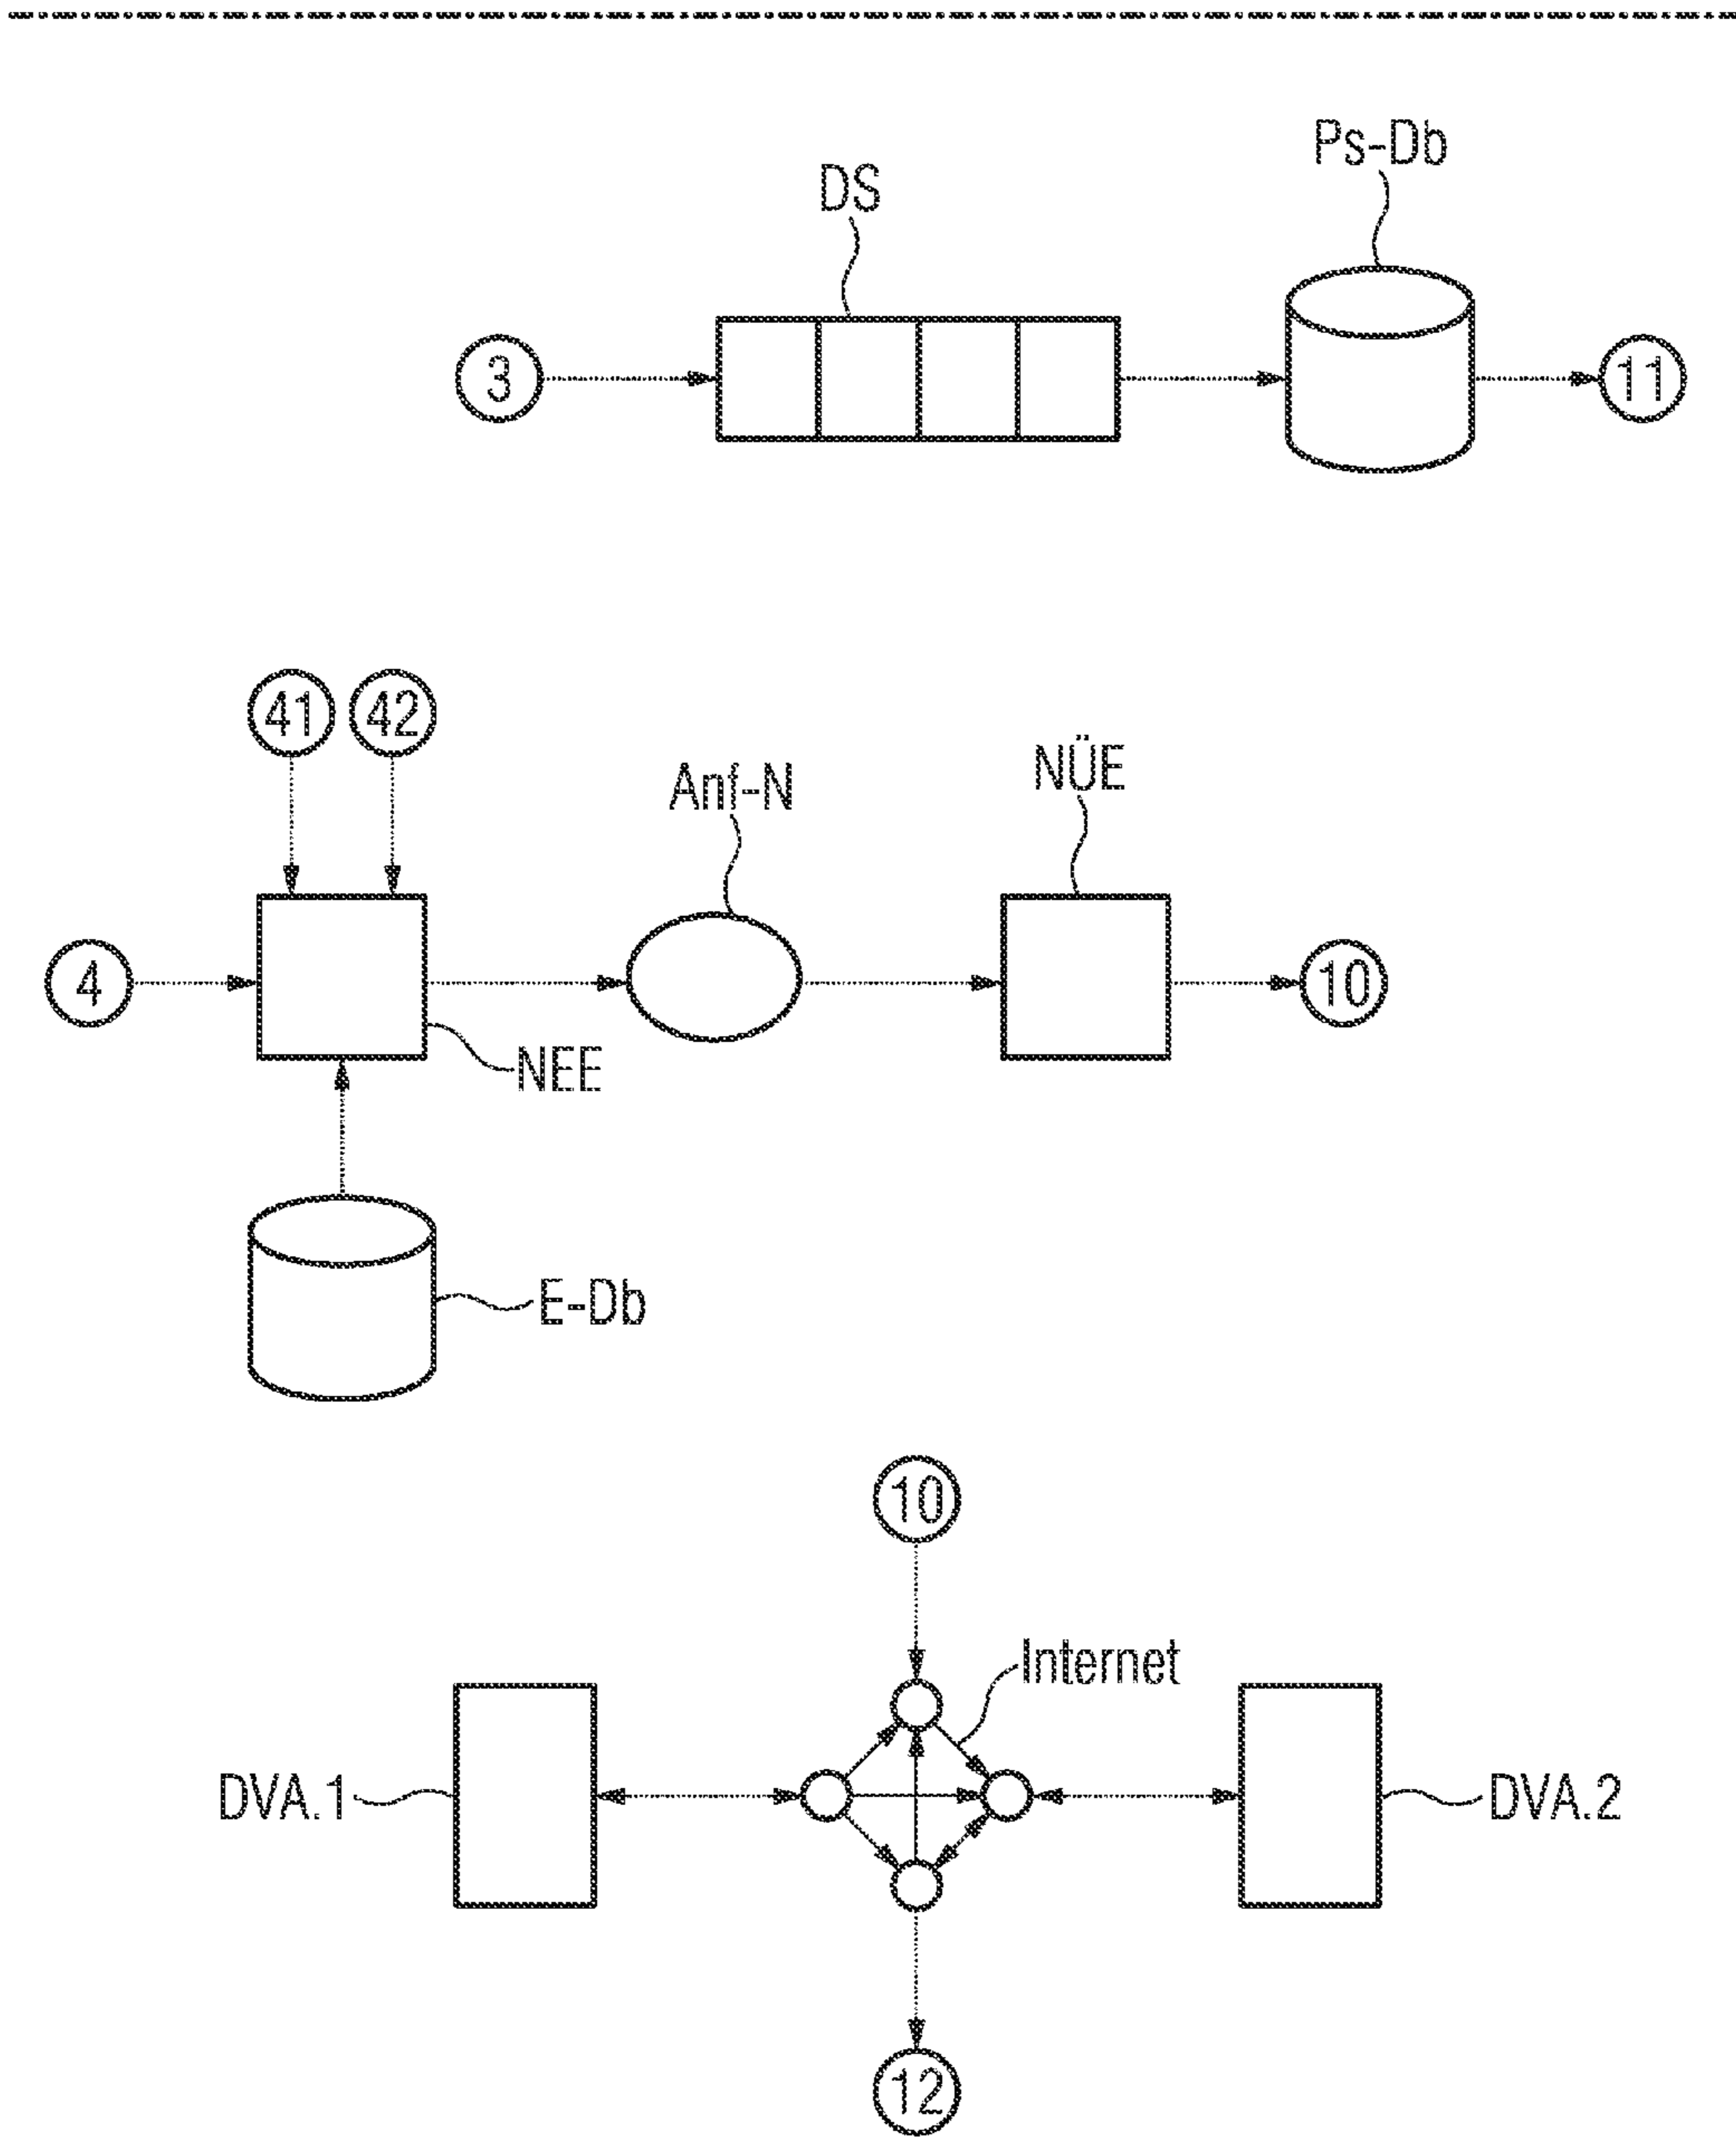 Ps-Db
DS
3
11
41 42
NÜE
Anf-N
4
10
NEE
E-Db
10
Internet
DVA.1
DVA.2
12